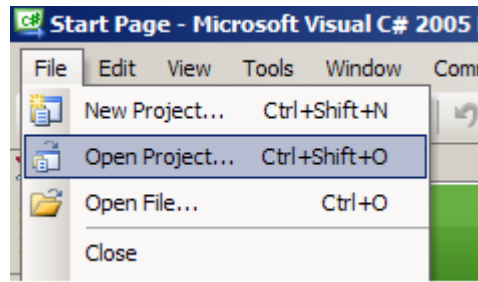 Start Page - Microsoft Visual C# 2005
File Edit View Tools Window
New Project... Ctrl+Shift+N
Open Project... Ctrl+Shift+O
Open File... Ctrl+O
Close